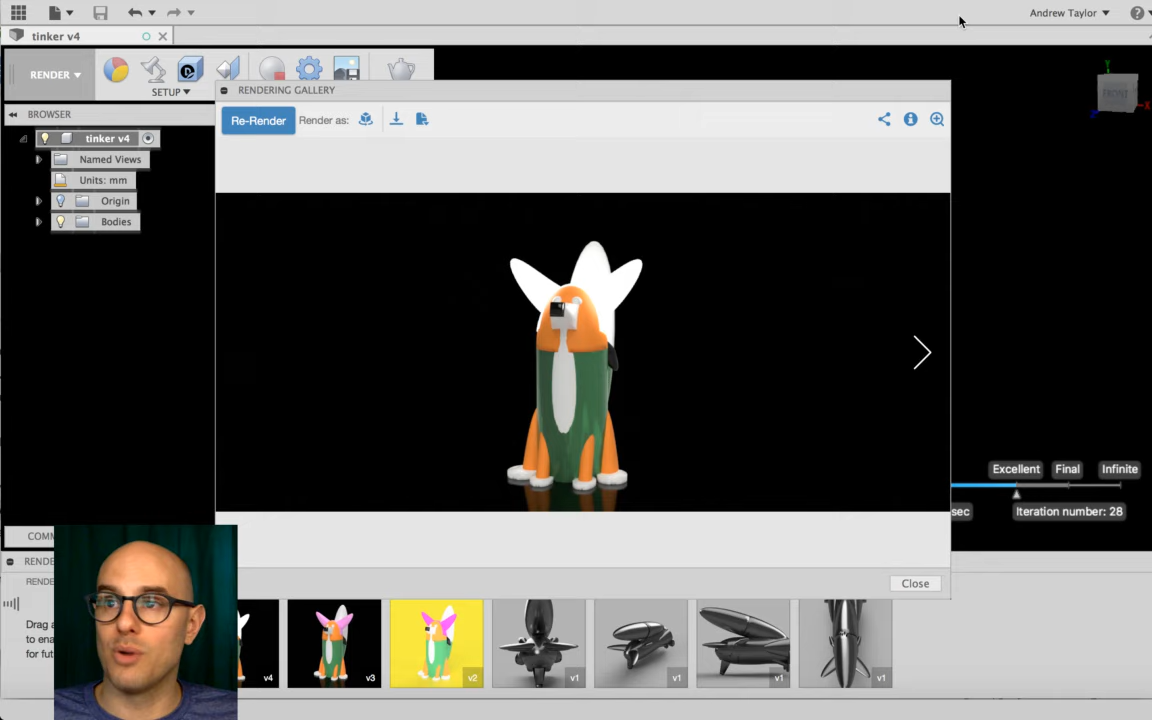 Andrew Taylor
tinker v4
RENDER
SETUP
RENDERING GALLERY
BROWSER
Re-Render
Render as:
FRONT
Y
X
tinker v4
Named Views
Units: mm
Origin
Bodies
Excellent
Final
Infinite
sec
Iteration number: 28
COMM
RENDE
RENDE
Close
Drag a
to ena
for fut
v4
v3
v2
v1
v1
v1
v1